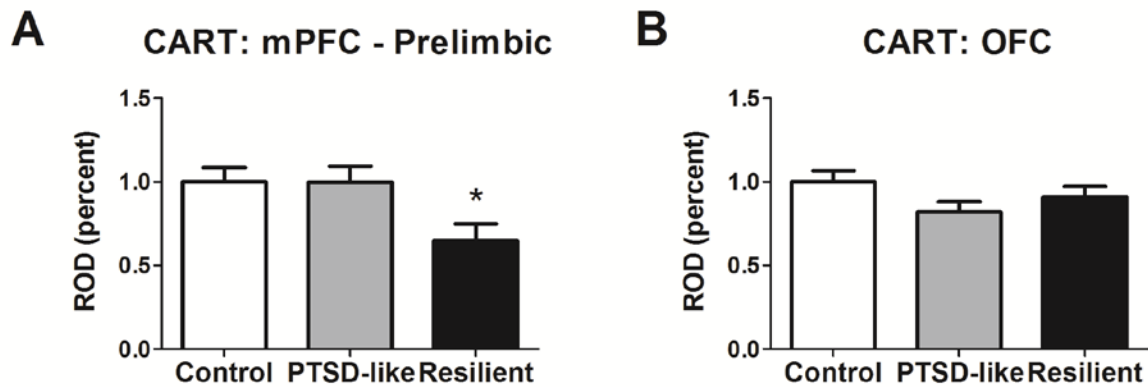 A
CART: mPFC - Prelimbic
ROD (percent)
1.5
1.0
0.5
0.0
*
Control PTSD-like Resilient
B
CART: OFC
ROD (percent)
1.5
1.0
0.5
0.0
Control PTSD-like Resilient